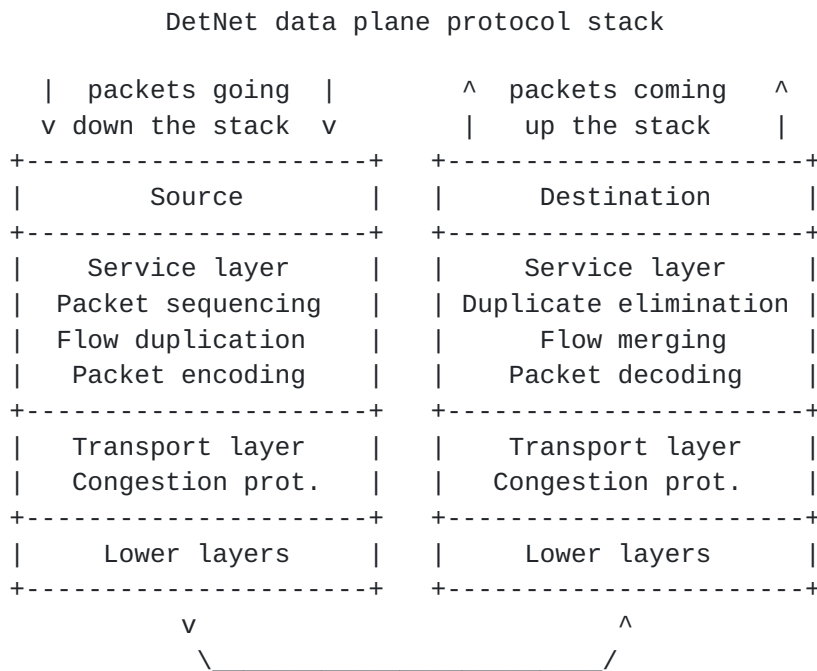 DetNet data plane protocol stack
|  packets going  |        ^  packets coming   ^
v down the stack  v        |   up the stack    |
+-----------------------+   +-----------------------+
|        Source         |   |      Destination      |
+-----------------------+   +-----------------------+
|     Service layer     |   |     Service layer     |
|   Packet sequencing   |   | Duplicate elimination |
|   Flow duplication    |   |      Flow merging     |
|    Packet encoding    |   |    Packet decoding    |
+-----------------------+   +-----------------------+
|    Transport layer    |   |    Transport layer    |
|    Congestion prot.   |   |   Congestion prot.    |
+-----------------------+   +-----------------------+
|      Lower layers     |   |     Lower layers      |
+-----------------------+   +-----------------------+
v                           ^
\_________________________/